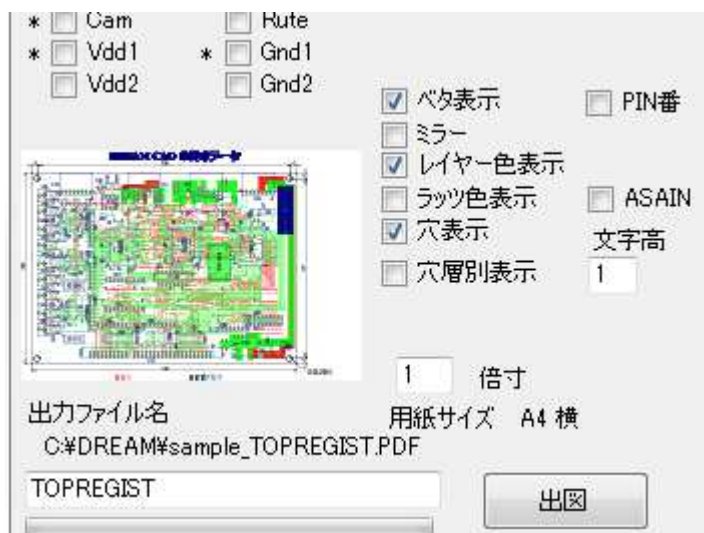 * Cam Rute
* Vdd1 * Gnd1
Vdd2 Gnd2
ベタ表示 PIN番
ミラー
レイヤー色表示
ラッツ色表示 ASAIN
穴表示 文字高
穴層別表示 1
1 倍寸
出力ファイル名 用紙サイズ A4 横
C:¥DREAM¥sample_TOPREGIST.PDF
TOPREGIST 出図